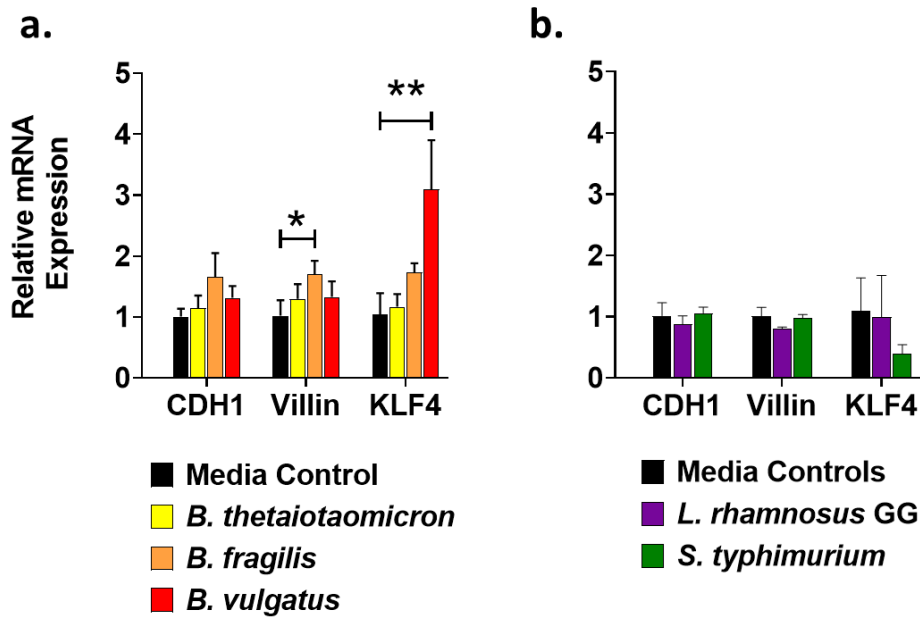 a.
Relative mRNA
Expression
5
4
3
2
1
0
*
**
CDH1 Villin KLF4
Media Control
B. thetaiotaomicron
B. fragilis
B. vulgatus
b.
5
4
3
2
1
0
CDH1 Villin KLF4
Media Controls
L. rhamnosus GG
S. typhimurium